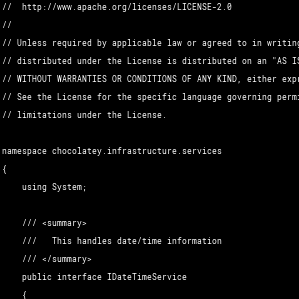 //  http://www.apache.org/licenses/LICENSE-2.0
//
// Unless required by applicable law or agreed to in writing
// distributed under the License is distributed on an "AS IS
// WITHOUT WARRANTIES OR CONDITIONS OF ANY KIND, either expr
// See the License for the specific language governing permi
// limitations under the License.

namespace chocolatey.infrastructure.services
{
    using System;

    /// <summary>
    ///   This handles date/time information
    /// </summary>
    public interface IDateTimeService
    {